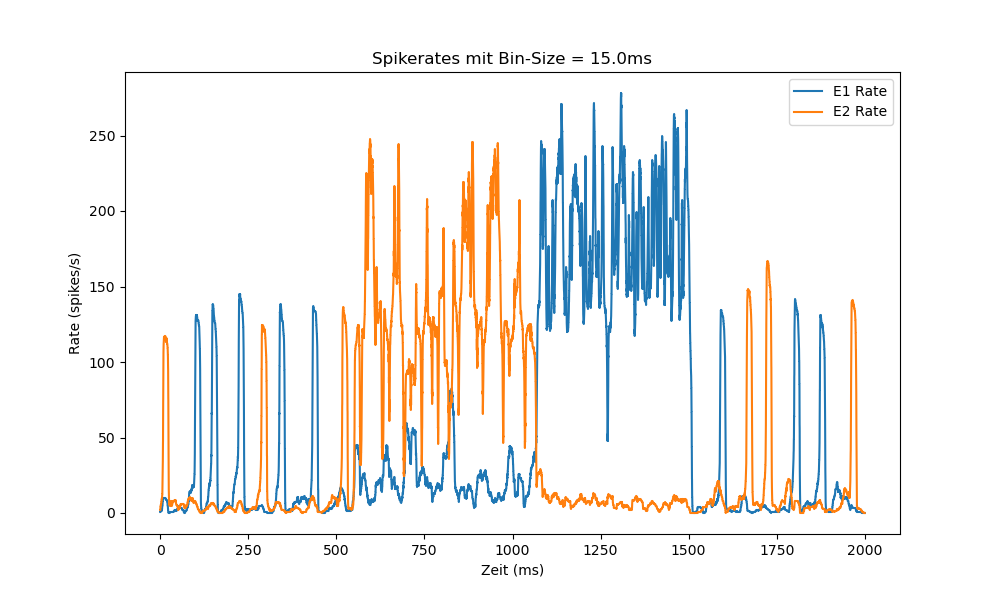 Spikerates mit Bin-Size = 15.0ms
E1 Rate
E2 Rate
Rate (spikes/s)
250
200
150
100
50
0
0 250 500 750 1000 1250 1500 1750 2000
Zeit (ms)